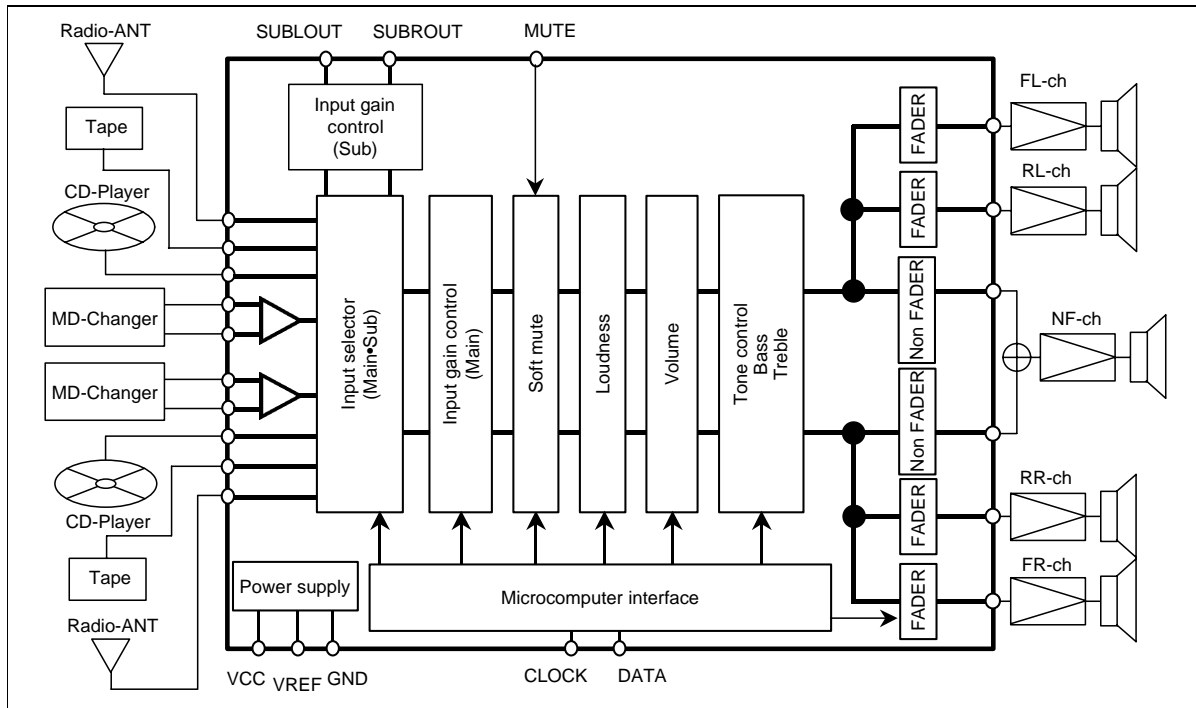 Radio-ANT
SUBLOUT
SUBROUT
MUTE
Tape
CD-Player
MD-Changer
MD-Changer
CD-Player
Tape
Radio-ANT
Input gain
control
(Sub)
Input selector
(Main•Sub)
Input gain control
(Main)
Soft mute
Loudness
Volume
Tone control
Bass
Treble
FADER
FADER
Non FADER
Non FADER
FADER
FADER
FL-ch
RL-ch
NF-ch
RR-ch
FR-ch
Power supply
Microcomputer interface
VCC
VREF
GND
CLOCK
DATA